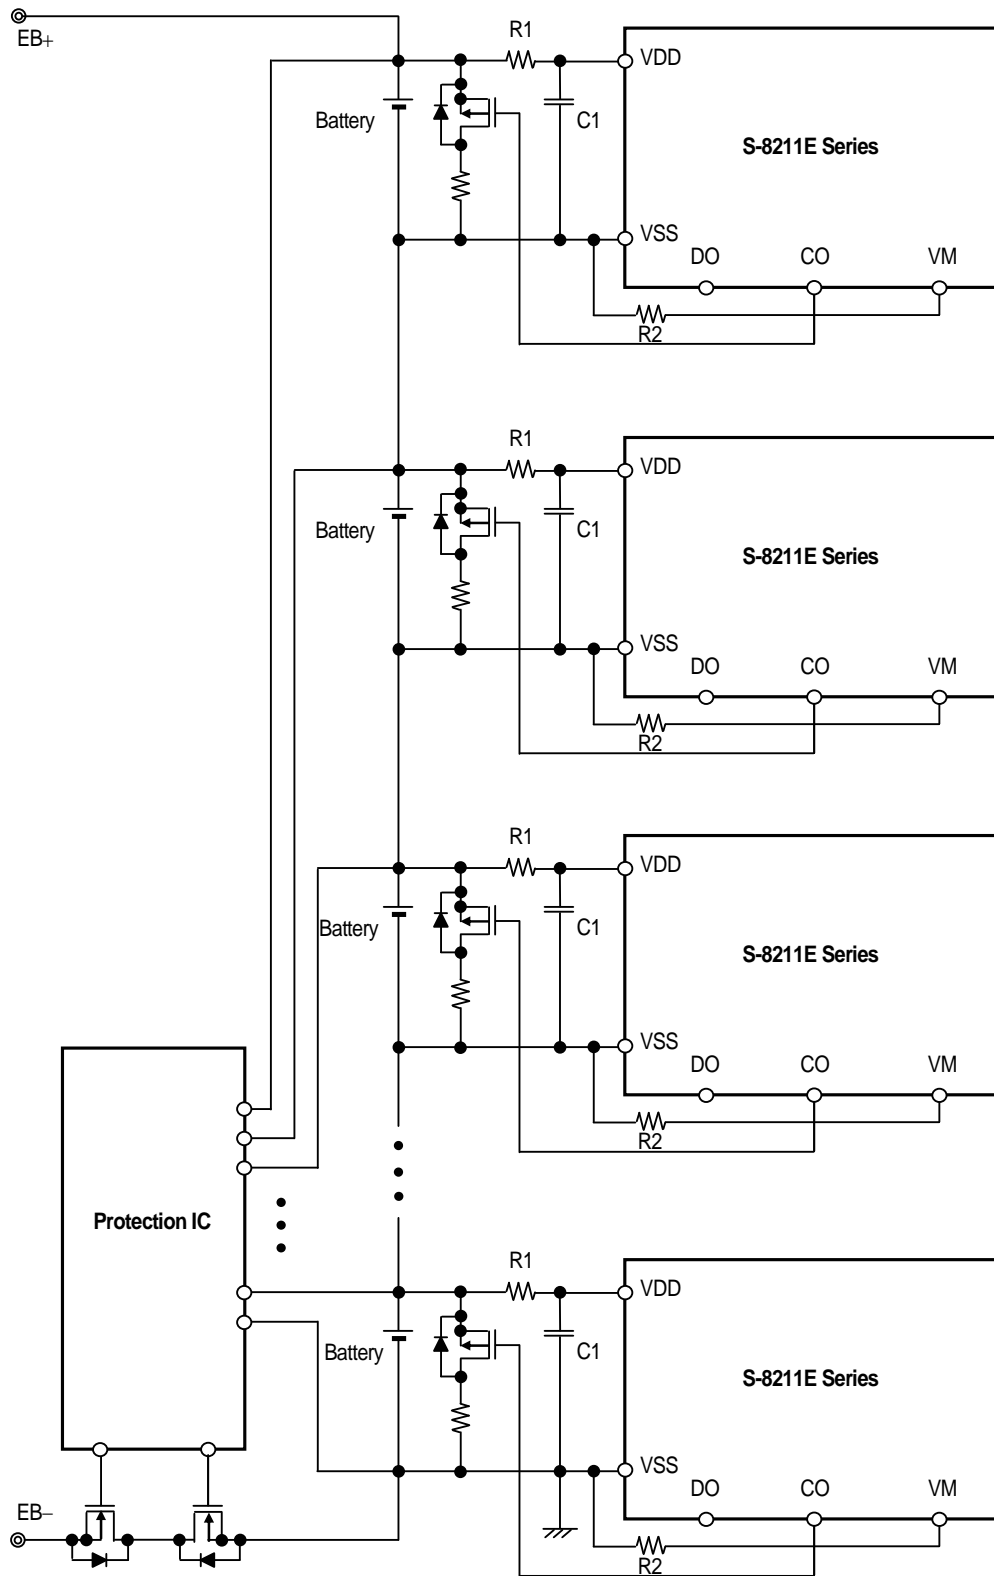 EB+
R1
VDD
Battery
C1
S-8211E Series
VSS
DO
CO
VM
R2
R1
VDD
Battery
C1
S-8211E Series
VSS
DO
CO
VM
R2
R1
VDD
Battery
C1
S-8211E Series
VSS
DO
CO
VM
R2
Protection IC
R1
VDD
Battery
C1
S-8211E Series
VSS
DO
CO
VM
EB−
R2